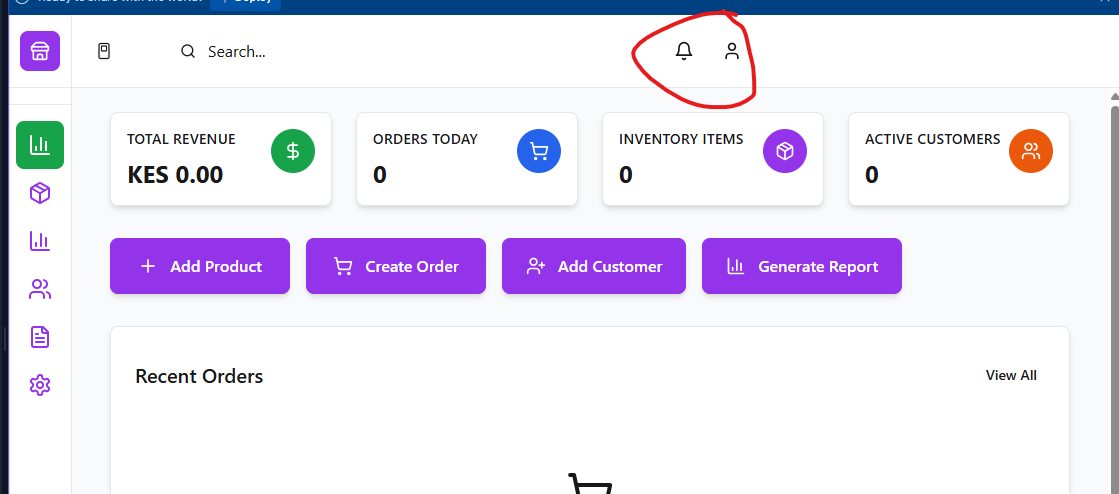 Ready to share with the world?
Deploy
Search...
TOTAL REVENUE
KES 0.00
ORDERS TODAY
0
INVENTORY ITEMS
0
ACTIVE CUSTOMERS
0
Add Product
Create Order
Add Customer
Generate Report
Recent Orders
View All